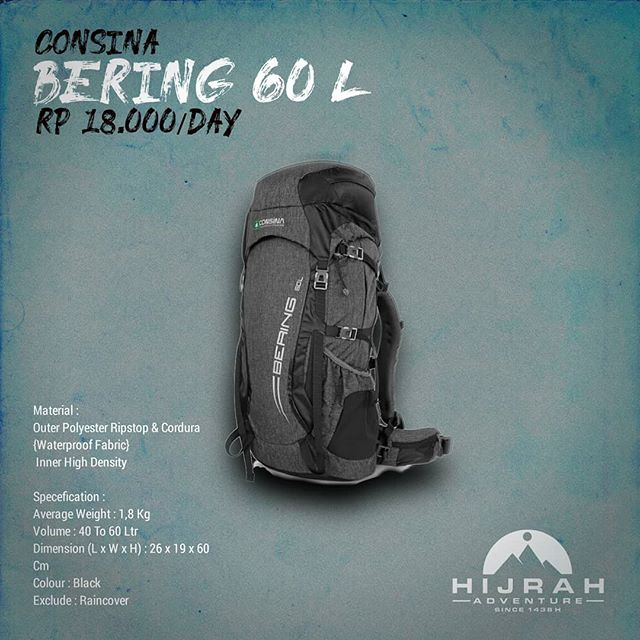 CONSINA
BERING 60 L
RP 18.000/DAY
CONSINA
BERING 60L
Material :
Outer Polyester Ripstop & Cordura
{Waterproof Fabric}
Inner High Density
Specefication :
Average Weight : 1,8 Kg
Volume : 40 To 60 Ltr
Dimension (L x W x H) : 26 x 19 x 60
Cm
Colour : Black
Exclude : Raincover
HIJRAH
ADVENTURE
SINCE 1438H